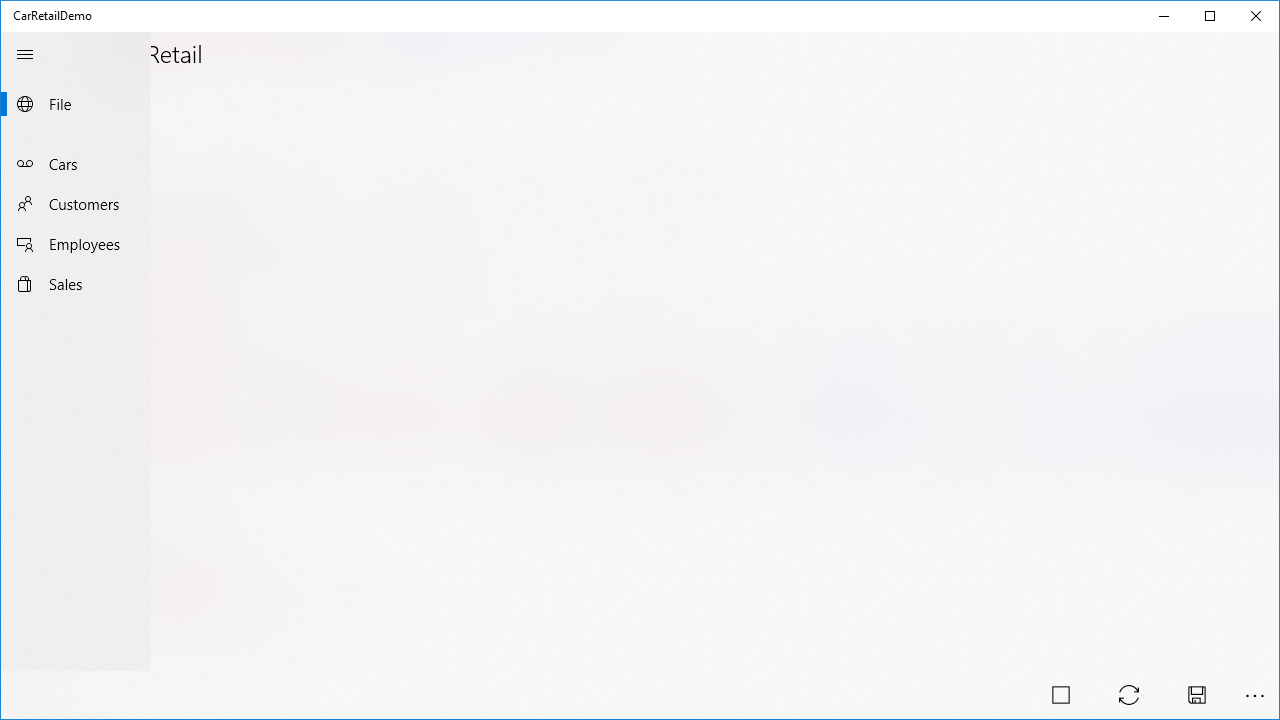 CarRetailDemo
Retail
File
Cars
Customers
Employees
Sales